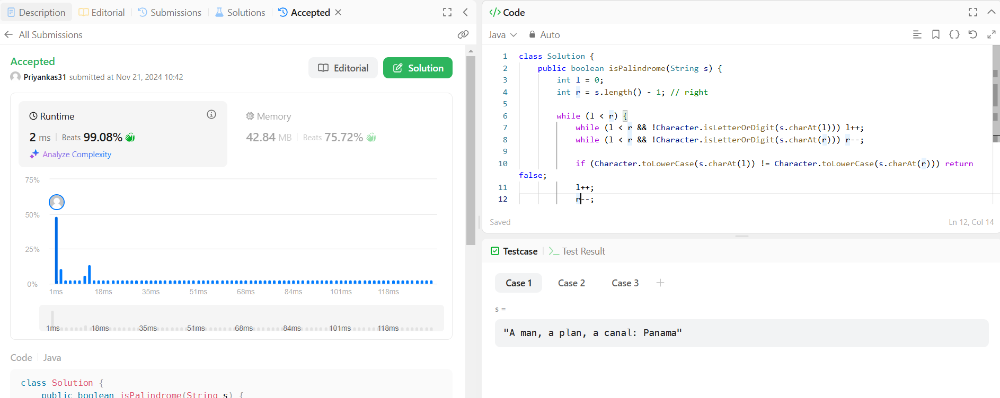 Description Editorial Submissions Solutions Accepted
All Submissions
Accepted
Priyankas31 submitted at Nov 21, 2024 10:42
Editorial
Solution
Runtime
2 ms Beats 99.08%
Analyze Complexity
Memory
42.84 MB Beats 75.72%
75%
50%
25%
0%
1ms 18ms 35ms 51ms 68ms 84ms 101ms 118ms
1ms 18ms 35ms 51ms 68ms 84ms 101ms 118ms
Code Java
class Solution {
public boolean isPalindrome(String s) {
</> Code
Java Auto
1 class Solution {
2 public boolean isPalindrome(String s) {
3 int l = 0;
4 int r = s.length() - 1; // right
5
6 while (l < r) {
7 while (l < r && !Character.isLetterOrDigit(s.charAt(l))) l++;
8 while (l < r && !Character.isLetterOrDigit(s.charAt(r))) r--;
9
10 if (Character.toLowerCase(s.charAt(l)) != Character.toLowerCase(s.charAt(r))) return
false;
11 l++;
12 r--;
Saved Ln 12, Col 14
Testcase >_ Test Result
Case 1 Case 2 Case 3 +
s =
"A man, a plan, a canal: Panama"